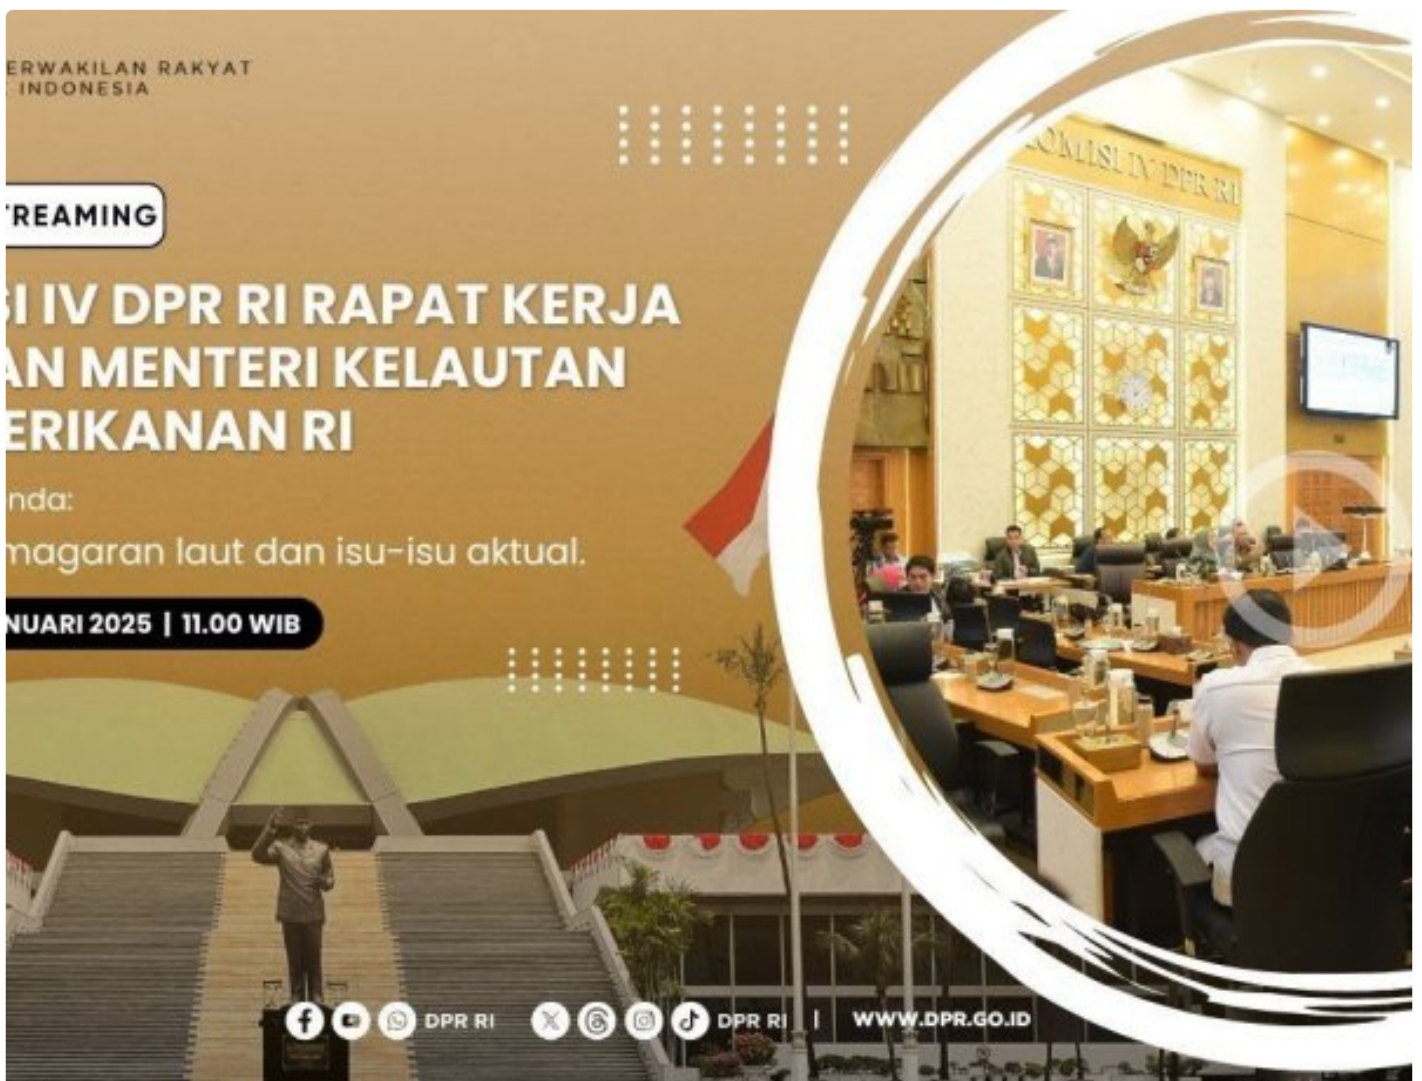 ERWAKILAN RAKYAT
INDONESIA
TREAMING
SI IV DPR RI RAPAT KERJA
AN MENTERI KELAUTAN
ERIKANAN RI
nda:
magaran laut dan isu-isu aktual.
NUARI 2025 | 11.00 WIB
KOMISI IV DPR RI
DPR RI
DPR RI | WWW.DPR.GO.ID